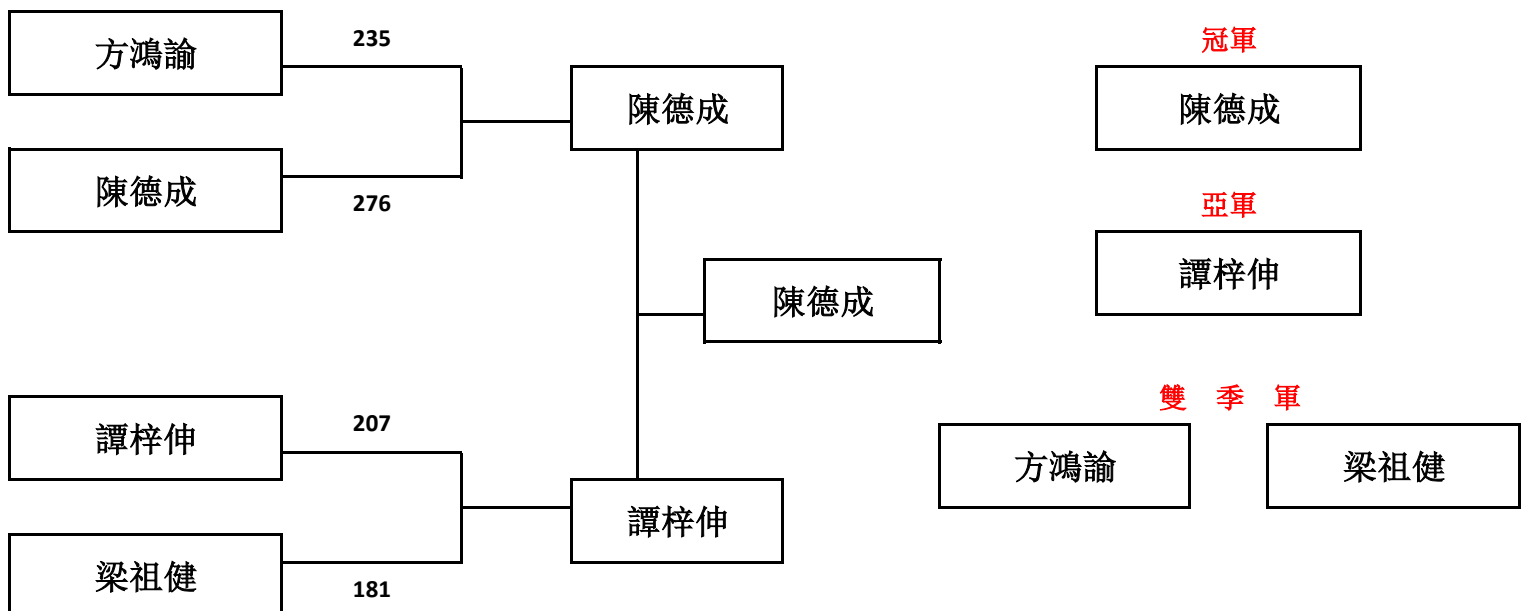 方鴻諭
235
陳德成
276
陳德成
陳德成
譚梓伸
207
梁祖健
181
譚梓伸
冠軍
陳德成
亞軍
譚梓伸
雙 季 軍
方鴻諭
梁祖健